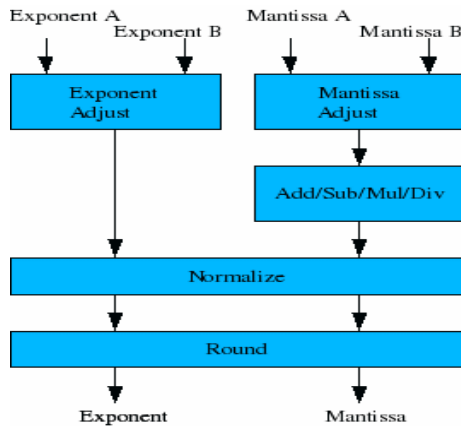 Exponent A
Exponent B
Mantissa A
Mantissa B
Exponent
Adjust
Mantissa
Adjust
Add/Sub/Mul/Div
Normalize
Round
Exponent
Mantissa